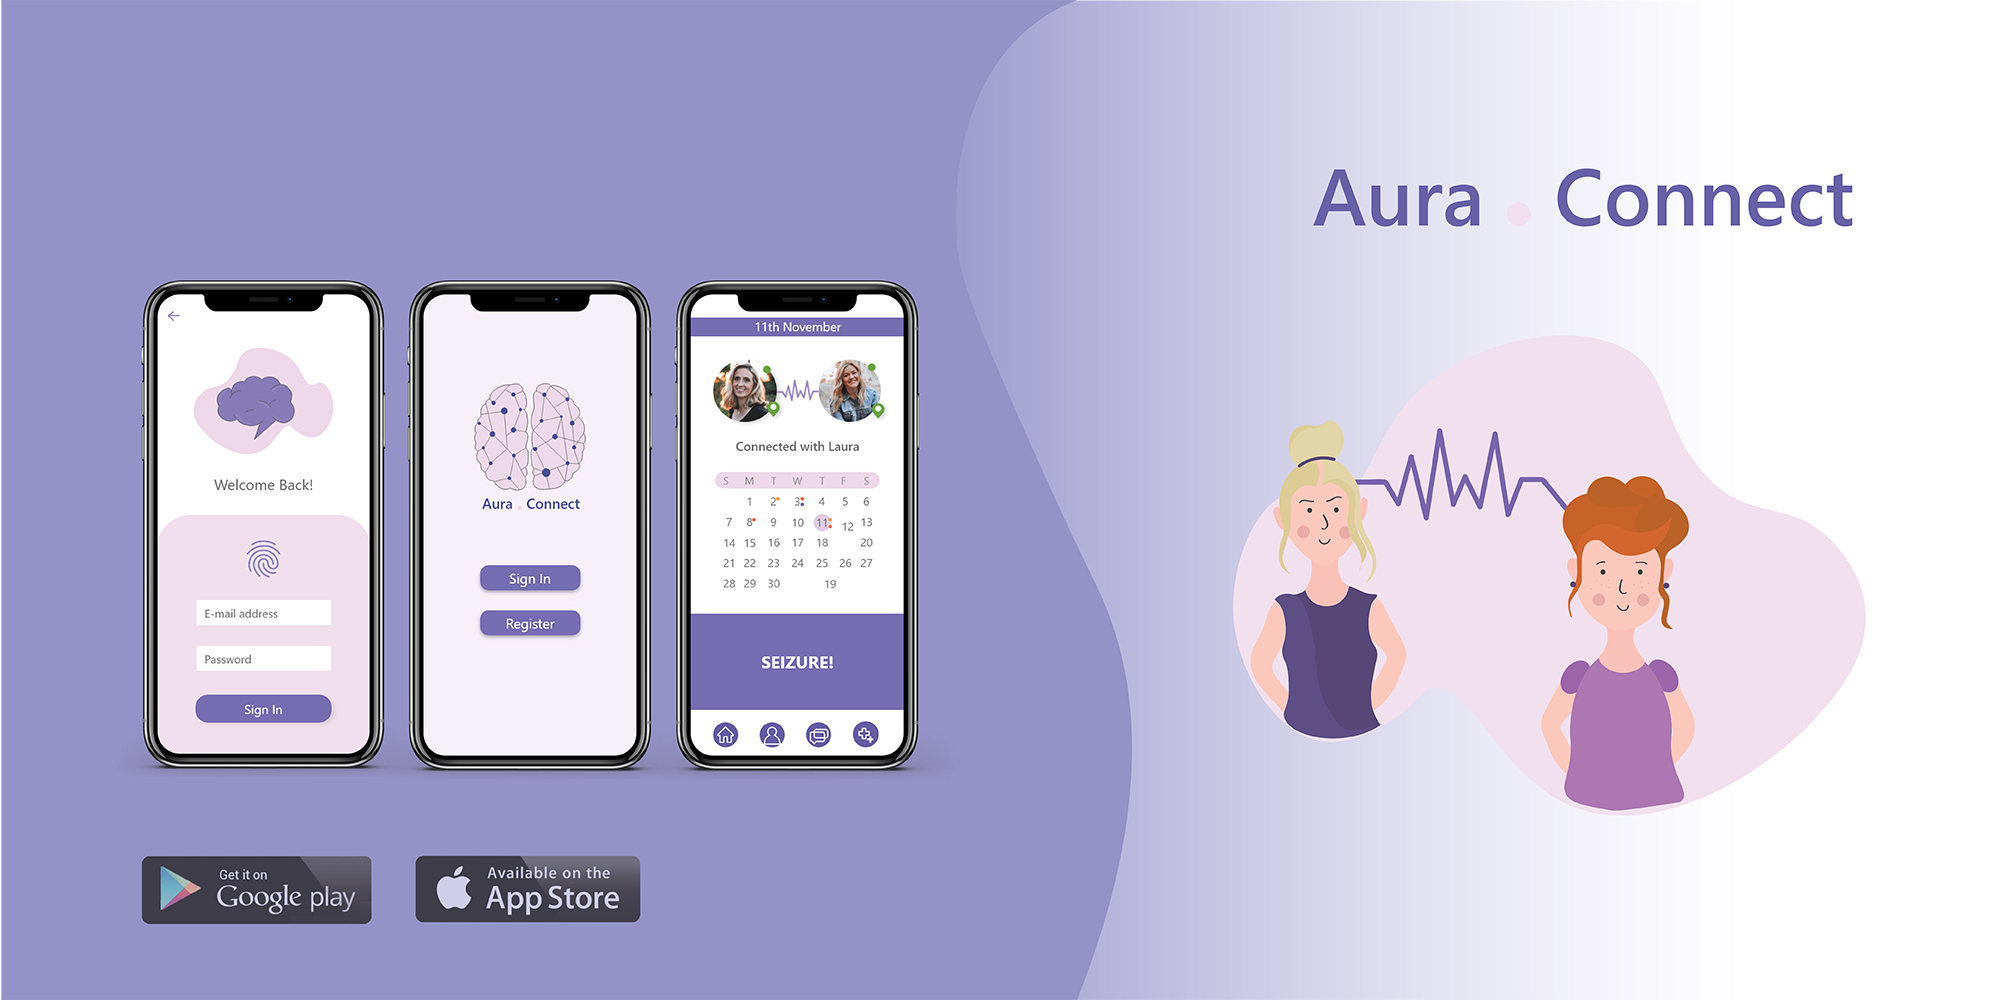 Aura . Connect
Welcome Back!
E-mail address
Password
Sign In
Aura . Connect
Sign In
Register
11th November
Connected with Laura
S M T W T F S
1 2 3 4 5 6
7 8 9 10 11 12 13
14 15 16 17 18 20
21 22 23 24 25 26 27
28 29 30 19
SEIZURE!
Get it on
Google play
Available on the
App Store